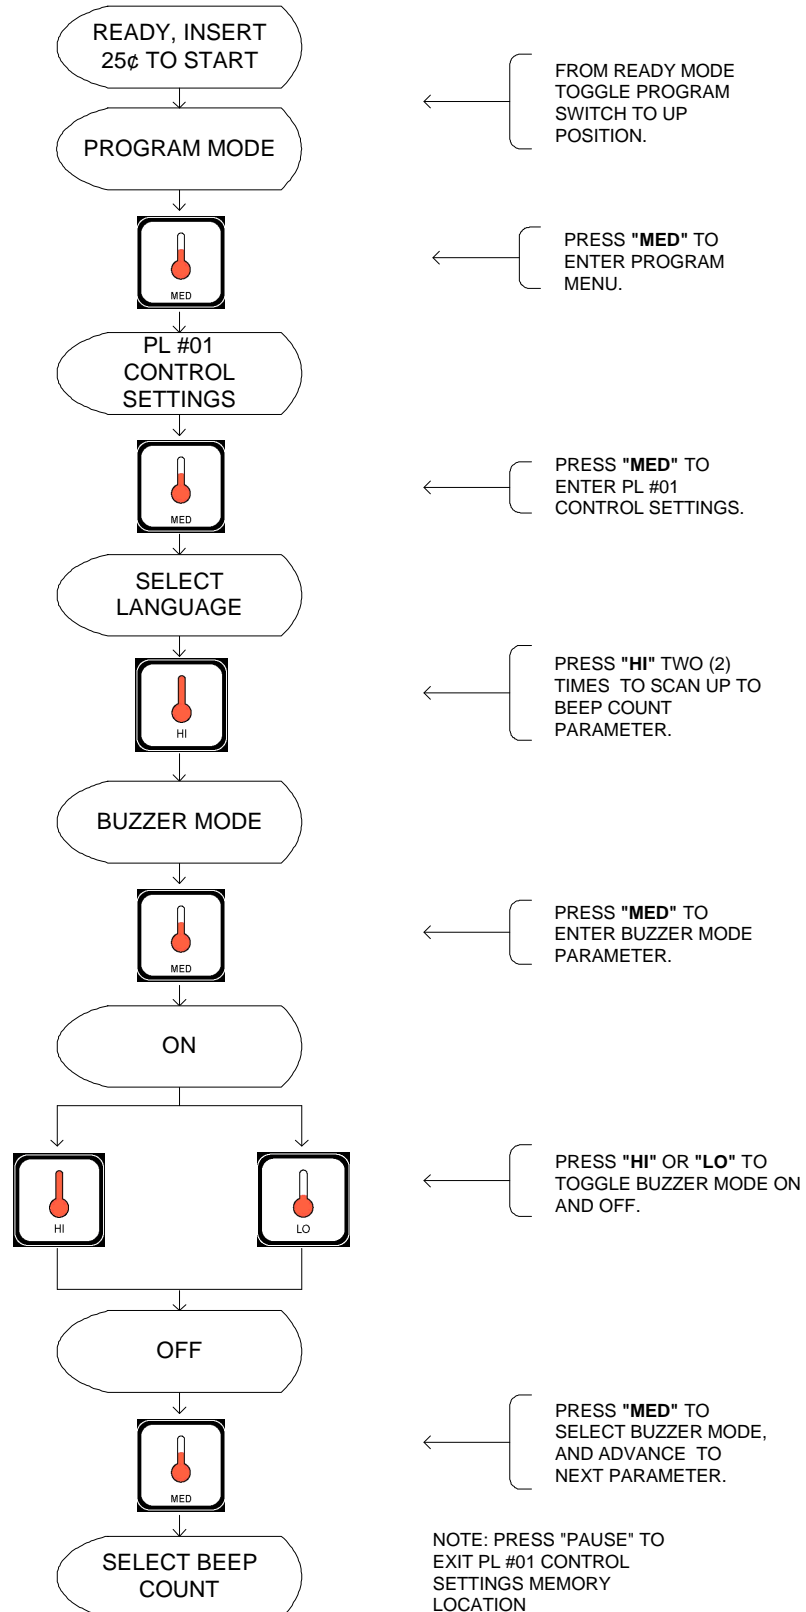 READY, INSERT
25¢ TO START
FROM READY MODE
TOGGLE PROGRAM
SWITCH TO UP
POSITION.
PROGRAM MODE
MED
PRESS "MED" TO
ENTER PROGRAM
MENU.
PL #01
CONTROL
SETTINGS
MED
PRESS "MED" TO
ENTER PL #01
CONTROL SETTINGS.
SELECT
LANGUAGE
HI
PRESS "HI" TWO (2)
TIMES TO SCAN UP TO
BEEP COUNT
PARAMETER.
BUZZER MODE
MED
PRESS "MED" TO
ENTER BUZZER MODE
PARAMETER.
ON
HI
LO
PRESS "HI" OR "LO" TO
TOGGLE BUZZER MODE ON
AND OFF.
OFF
MED
PRESS "MED" TO
SELECT BUZZER MODE,
AND ADVANCE TO
NEXT PARAMETER.
SELECT BEEP
COUNT
NOTE: PRESS "PAUSE" TO
EXIT PL #01 CONTROL
SETTINGS MEMORY
LOCATION